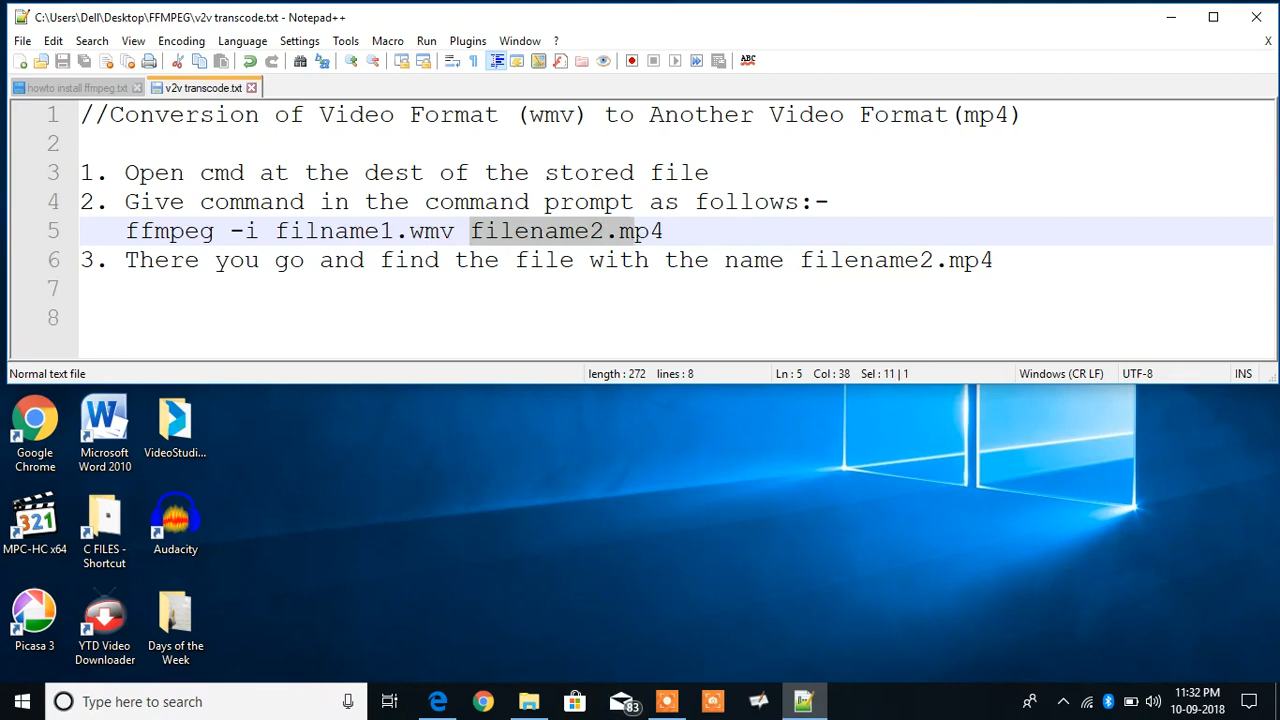 C:\Users\Dell\Desktop\FFMPEG\v2v transcode.txt - Notepad++
File Edit Search View Encoding Language Settings Tools Macro Run Plugins Window ? X
howto install ffmpeg.txt v2v transcode.txt
ABC
1 //Conversion of Video Format (wmv) to Another Video Format(mp4)
2
3 1. Open cmd at the dest of the stored file
4 2. Give command in the command prompt as follows:-
5 ffmpeg -i filname1.wmv filename2.mp4
6 3. There you go and find the file with the name filename2.mp4
7
8
Normal text file length : 272 lines : 8 Ln : 5 Col : 38 Sel : 11 | 1 Windows (CR LF) UTF-8 INS
Google Chrome
Microsoft Word 2010
VideoStudi...
321
MPC-HC x64
C FILES - Shortcut
Audacity
Picasa 3
YTD Video Downloader
Days of the Week
Type here to search
83
11:32 PM
10-09-2018